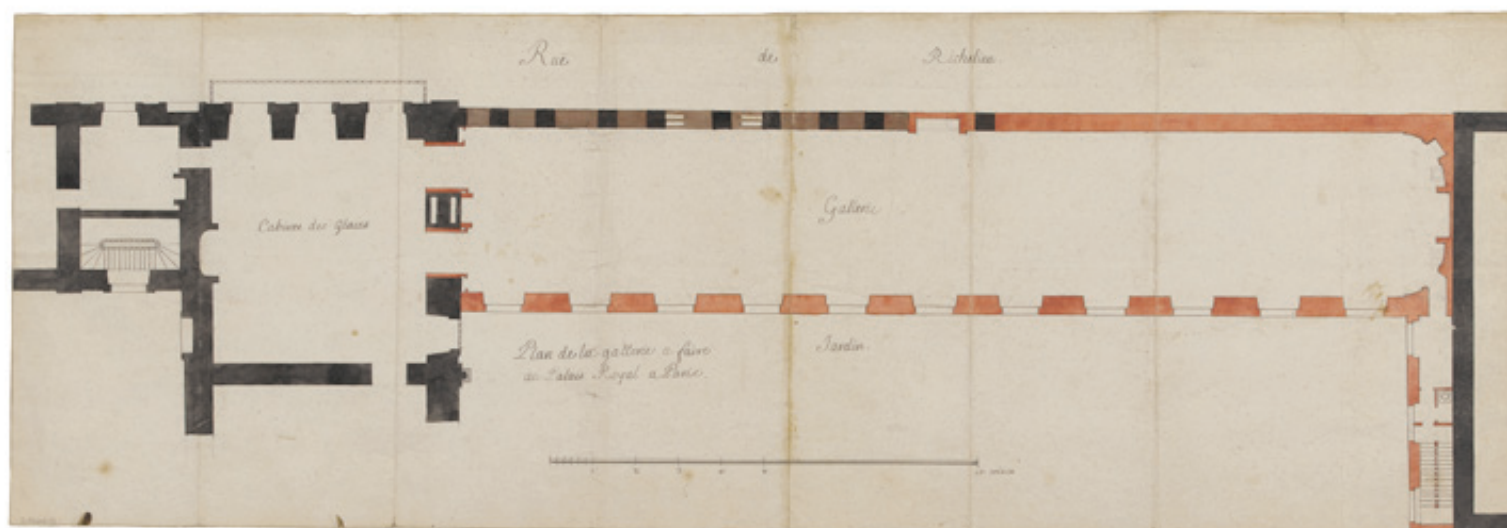 Rue de Richelieu
Cabinet des glaces
Gallerie
Jardin.
Plan de la gallerie a faire
au Palais Royal a Paris.